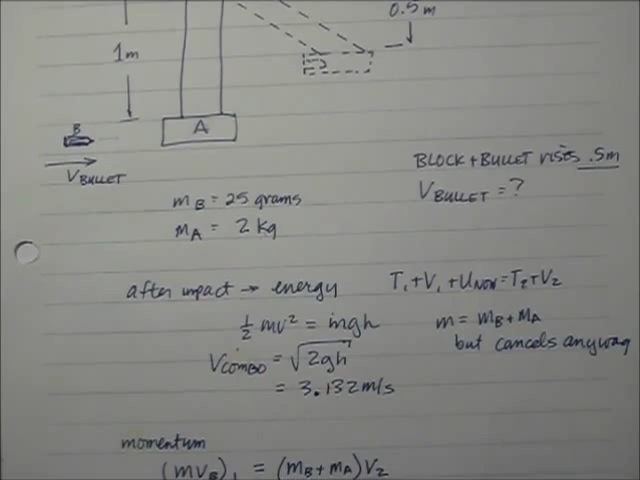 0.5m
1m
A
B
VBULLET
BLOCK + BULLET rises .5m
VBULLET = ?
mB = 25 grams
mA = 2 kg
after impact → energy
T1 + V1 + UNON = T2 + V2
½ mv² = mgh
m = mB + mA
but cancels anyway
VCOMBO = √2gh
= 3.132 m/s
momentum
(mVB)1 = (mB + mA)V2